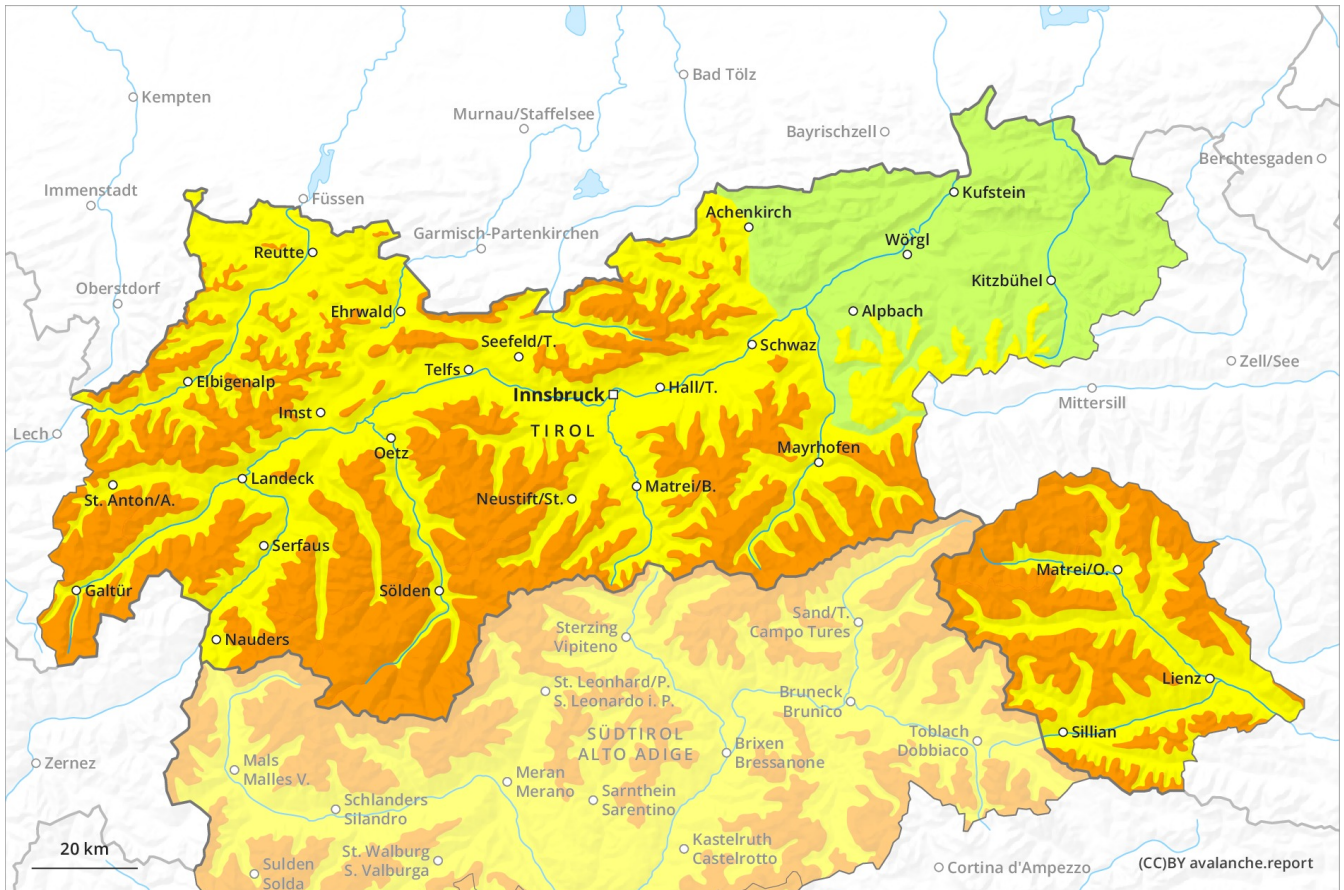 Bad Tölz
Kempten
Murnau/Staffelsee
Bayrischzell
Berchtesgaden
Immenstadt
Füssen
Kufstein
Achenkirch
Garmisch-Partenkirchen
Wörgl
Reutte
Kitzbühel
Oberstdorf
Ehrwald
Alpbach
Seefeld/T.
Schwaz
Zell/See
Telfs
Elbigenalp
Hall/T.
Innsbruck
Mittersill
Imst
Lech
TIROL
Oetz
Mayrhofen
Landeck
St. Anton/A.
Neustift/St.
Matrei/B.
Serfaus
Matrei/O.
Galtür
Sölden
Sand/T.
Campo Tures
Sterzing
Vipiteno
Nauders
Lienz
St. Leonhard/P.
S. Leonardo i. P.
Bruneck
Brunico
SÜDTIROL
ALTO ADIGE
Toblach
Dobbiaco
Sillian
Brixen
Bressanone
Mals
Malles V.
Zernez
Meran
Merano
Sarnthein
Sarentino
Schlanders
Silandro
Kastelruth
Castelrotto
20 km
St. Walburg
S. Valburga
Sulden
Solda
Cortina d'Ampezzo
(CC)BY avalanche.report